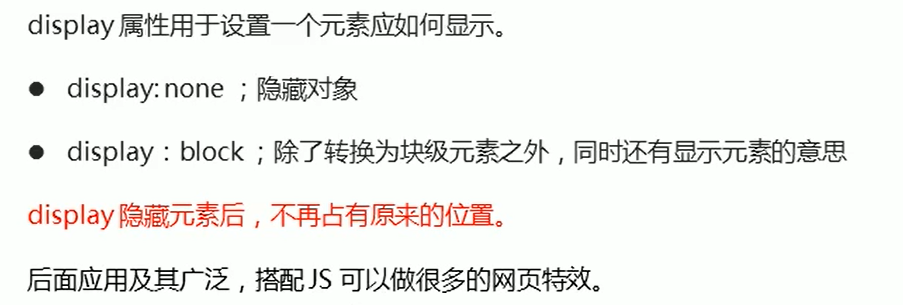 display 属性用于设置一个元素应如何显示。
● display: none ；隐藏对象
● display：block ；除了转换为块级元素之外，同时还有显示元素的意思
display 隐藏元素后，不再占有原来的位置。
后面应用及其广泛，搭配 JS 可以做很多的网页特效。